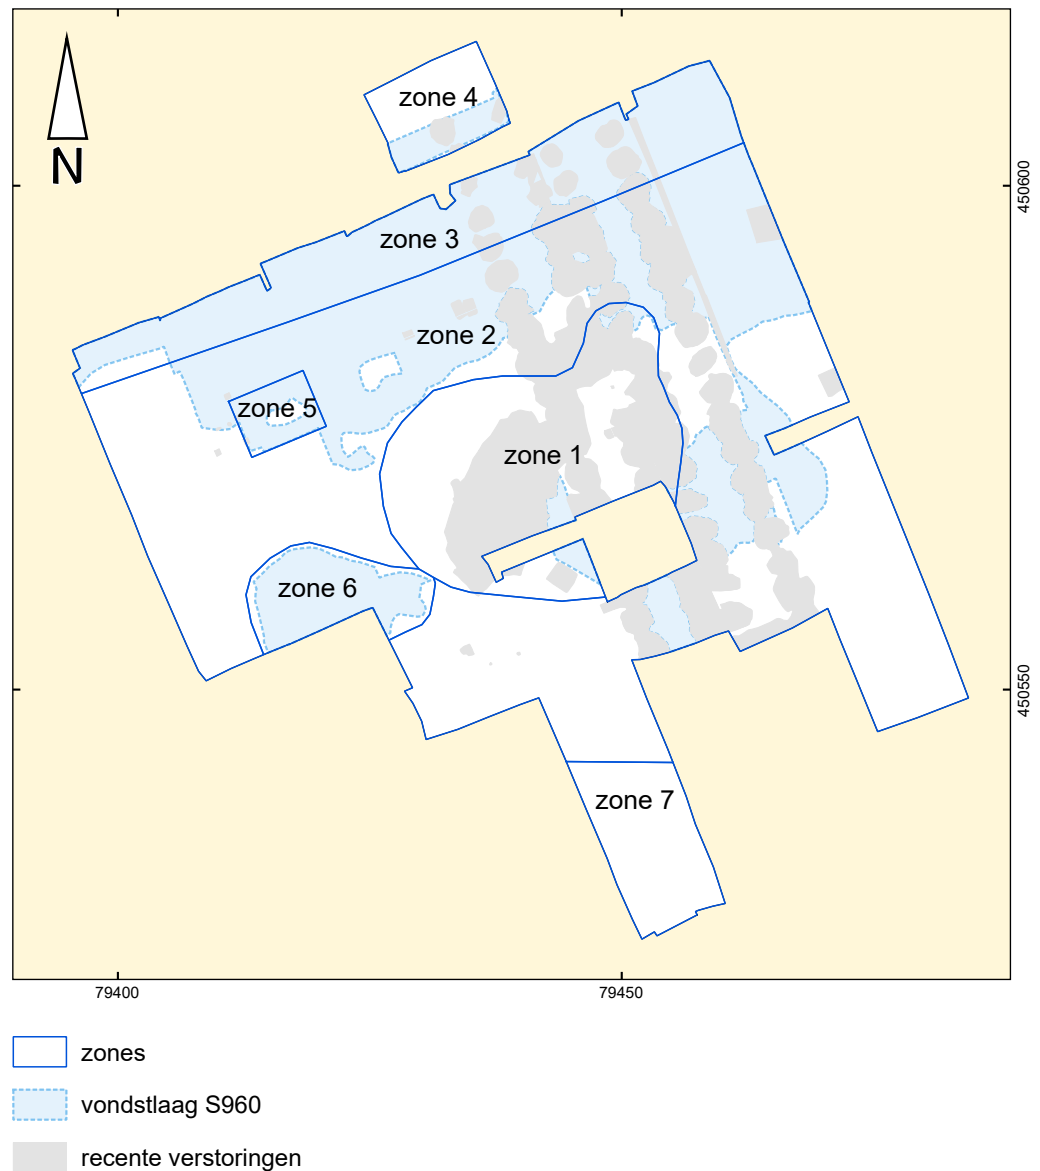 zone 4
N
450600
zone 3
zone 2
zone 5
zone 1
zone 6
450550
zone 7
79400
79450
zones
vondstlaag S960
recente verstoringen